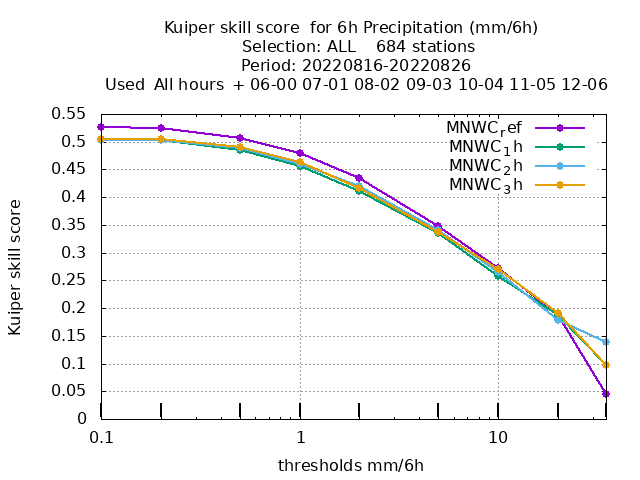 Kuiper skill score  for 6h Precipitation (mm/6h)
Selection: ALL    684 stations
Period: 20220816-20220826
Used  All hours  + 06-00 07-01 08-02 09-03 10-04 11-05 12-06
Kuiper skill score
0.55
0.5
0.45
0.4
0.35
0.3
0.25
0.2
0.15
0.1
0.05
0
MNWC_ref
MNWC_1h
MNWC_2h
MNWC_3h
0.1 1 10
thresholds mm/6h